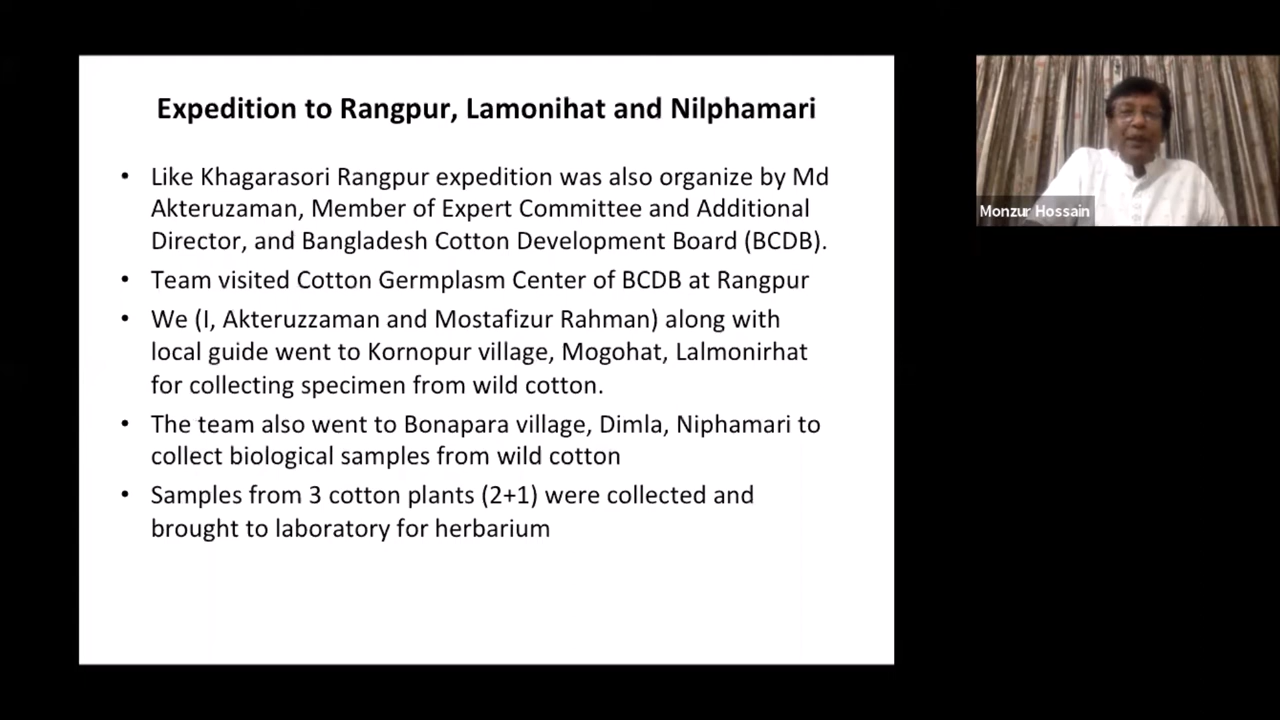 Expedition to Rangpur, Lamonihat and Nilphamari
• Like Khagarasori Rangpur expedition was also organize by Md
Akteruzaman, Member of Expert Committee and Additional
Director, and Bangladesh Cotton Development Board (BCDB).
• Team visited Cotton Germplasm Center of BCDB at Rangpur
• We (I, Akteruzzaman and Mostafizur Rahman) along with
local guide went to Kornopur village, Mogohat, Lalmonirhat
for collecting specimen from wild cotton.
• The team also went to Bonapara village, Dimla, Niphamari to
collect biological samples from wild cotton
• Samples from 3 cotton plants (2+1) were collected and
brought to laboratory for herbarium
Monzur Hossain